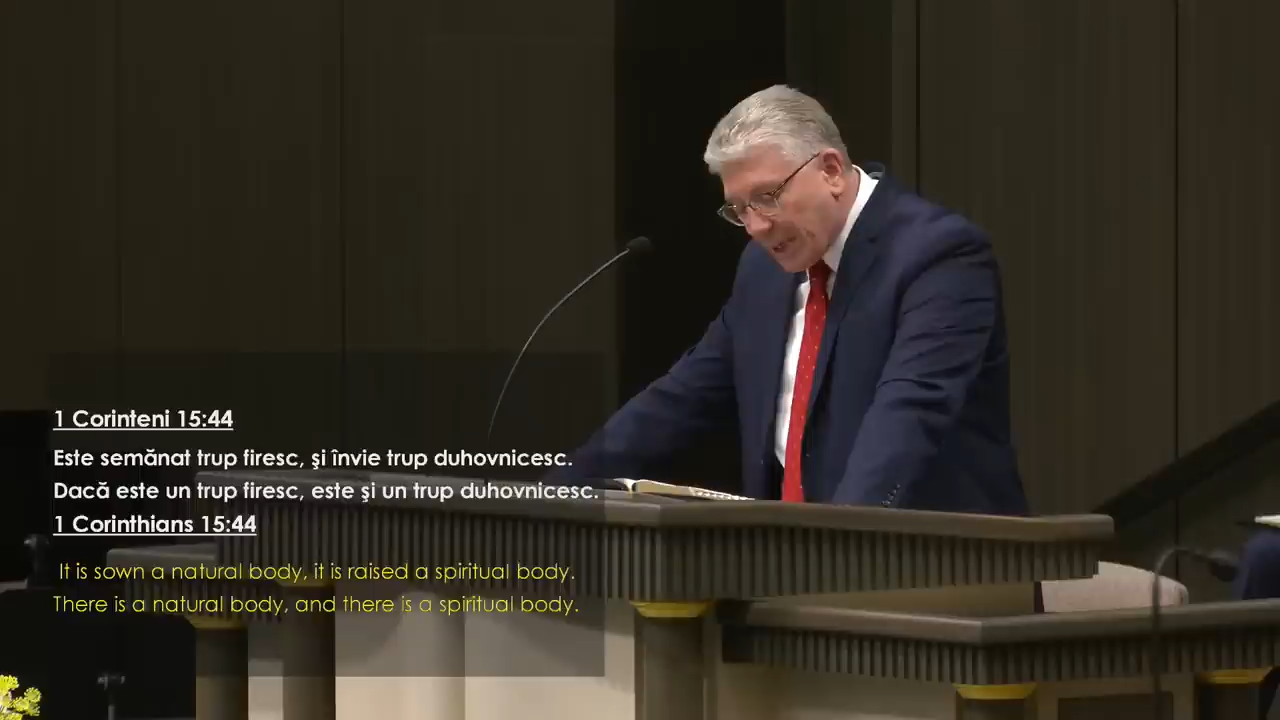 1 Corinteni 15:44
Este semănat trup firesc, şi învie trup duhovnicesc.
Dacă este un trup firesc, este şi un trup duhovnicesc.
1 Corinthians 15:44
It is sown a natural body, it is raised a spiritual body.
There is a natural body, and there is a spiritual body.